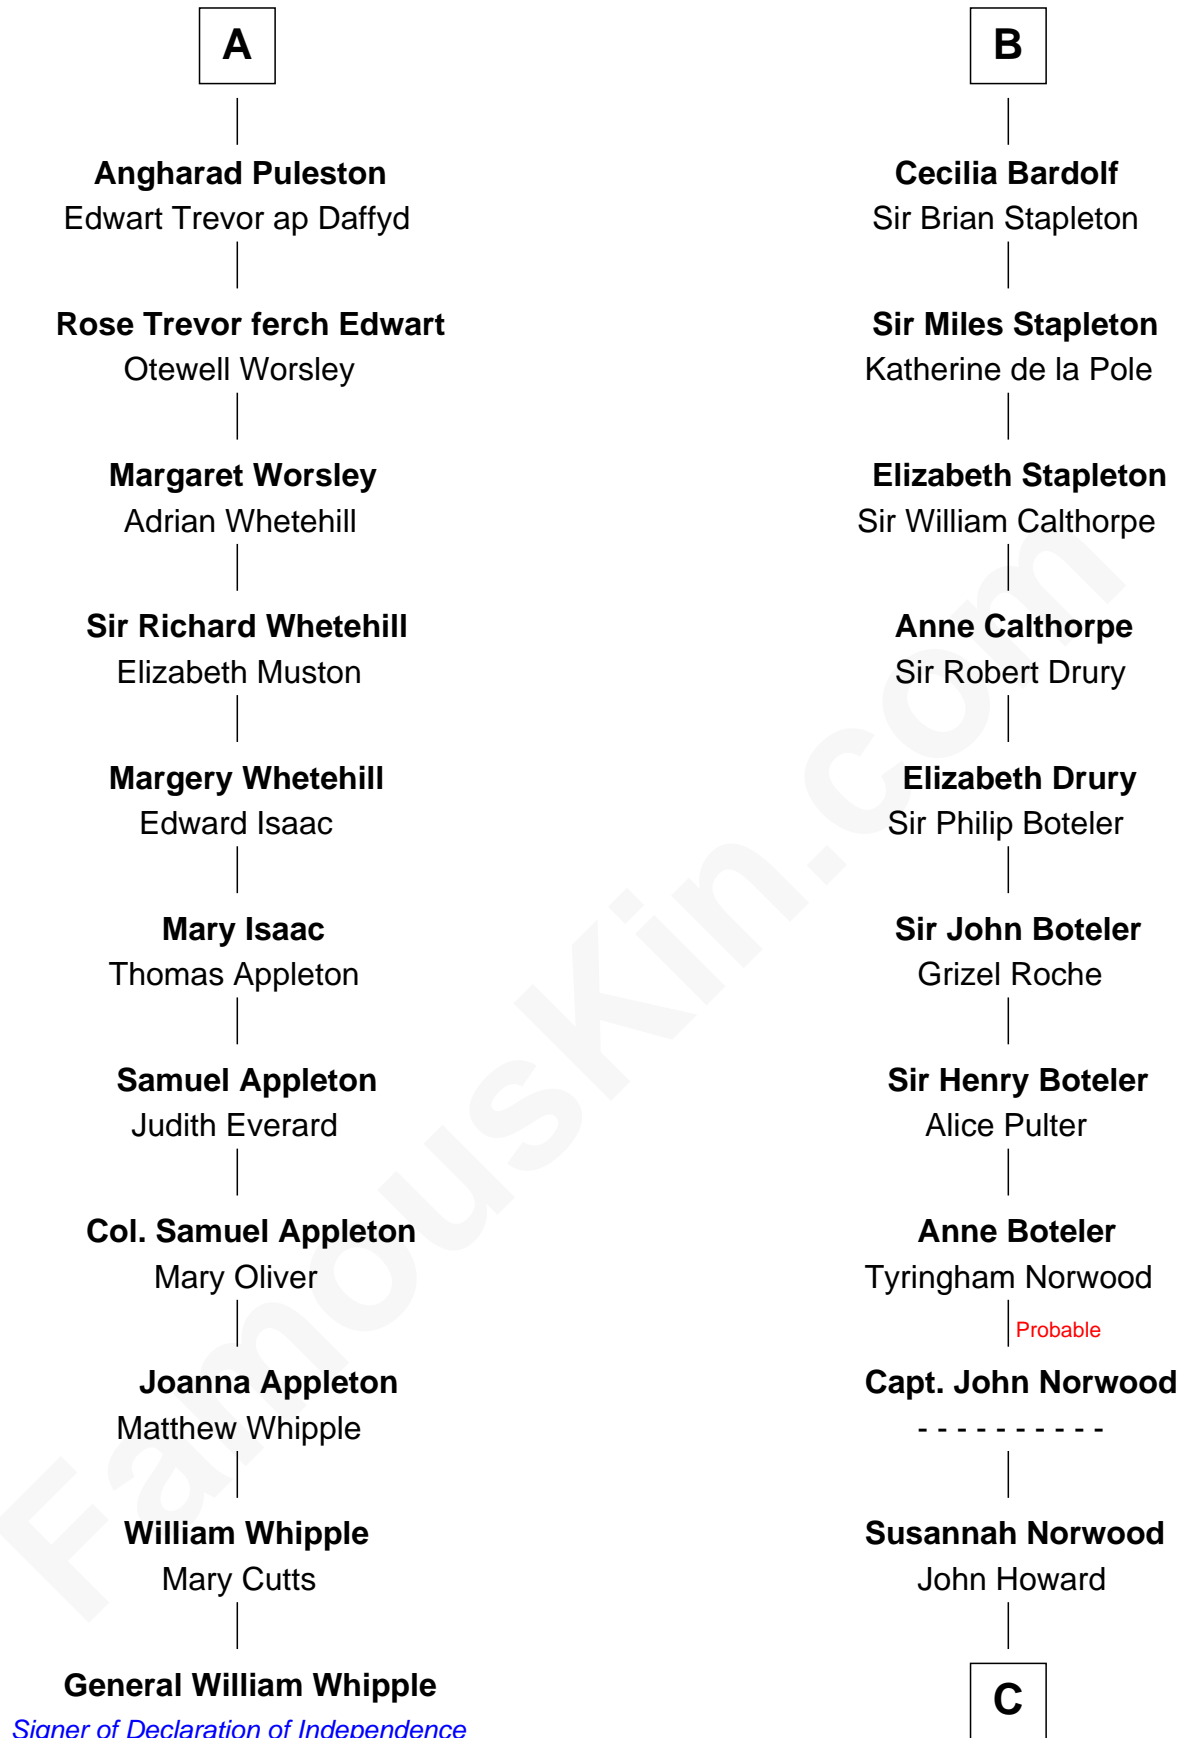 A
Angharad Puleston
Edwart Trevor ap Daffyd
Rose Trevor ferch Edwart
Otewell Worsley
Margaret Worsley
Adrian Whetehill
Sir Richard Whetehill
Elizabeth Muston
Margery Whetehill
Edward Isaac
Mary Isaac
Thomas Appleton
Samuel Appleton
Judith Everard
Col. Samuel Appleton
Mary Oliver
Joanna Appleton
Matthew Whipple
William Whipple
Mary Cutts
General William Whipple
Signer of Declaration of Independence
B
Cecilia Bardolf
Sir Brian Stapleton
Sir Miles Stapleton
Katherine de la Pole
Elizabeth Stapleton
Sir William Calthorpe
Anne Calthorpe
Sir Robert Drury
Elizabeth Drury
Sir Philip Boteler
Sir John Boteler
Grizel Roche
Sir Henry Boteler
Alice Pulter
Anne Boteler
Tyringham Norwood
Probable
Capt. John Norwood
- - - - - - - - - -
Susannah Norwood
John Howard
C
FamousKin.com